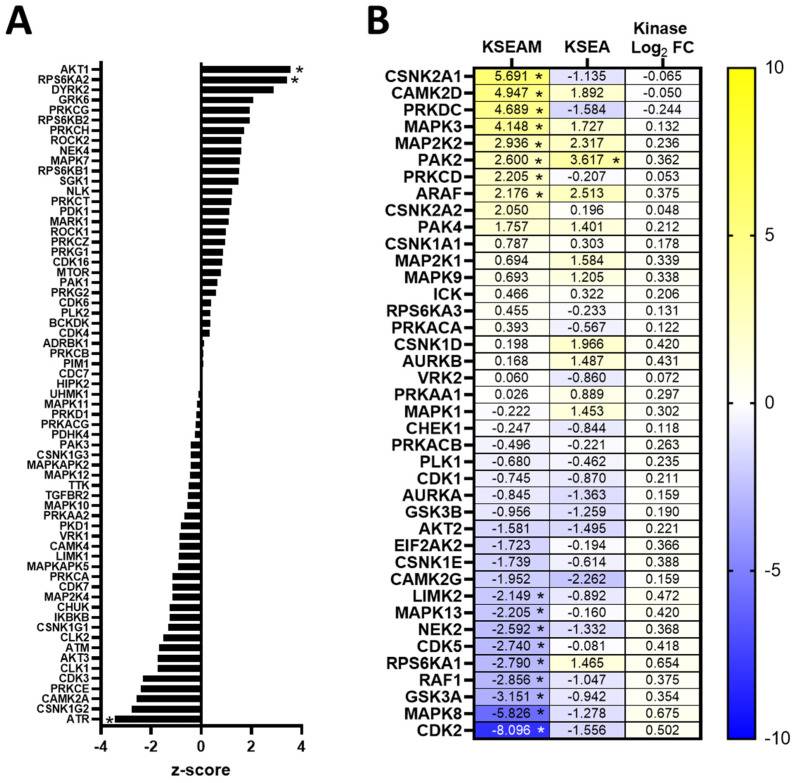 A
AKT1 *
RPS6KA2 *
DYRK2
GRK6
PRKCG
RPS6KB2
PRKCH
ROCK2
NEK4
MAPK7
RPS6KB1
SGK1
NLK
PRKCT
PDK1
MARK1
ROCK1
PRKCZ
PRKG1
CDK16
MTOR
PAK1
PRKG2
CDK6
PLK2
BCKDK
CDK4
ADRBK1
PRKCB
PIM1
CDC7
HIPK2
UHMK1
MAPK11
PRKD1
PRKACG
PDHK4
PAK3
CSNK1G3
MAPKAPK2
MAPK12
TTK
TGFBR2
MAPK10
PRKAA2
PKD1
VRK1
CAMK4
LIMK1
MAPKAPK5
PRKCA
CDK7
MAP2K4
CHUK
IKBKB
CSNK1G1
CLK2
ATM
AKT3
CLK1
CDK3
PRKCE
CAMK2A
CSNK1G2
ATR *
-4 -2 0 2 4
z-score
B
KSEAM KSEA Kinase
Log2 FC
CSNK2A1 5.691 * -1.135 -0.065
CAMK2D 4.947 * 1.892 -0.050
PRKDC 4.689 * -1.584 -0.244
MAPK3 4.148 * 1.727 0.132
MAP2K2 2.936 * 2.317 0.236
PAK2 2.600 * 3.617 * 0.362
PRKCD 2.205 * -0.207 0.053
ARAF 2.176 * 2.513 0.375
CSNK2A2 2.050 0.196 0.048
PAK4 1.757 1.401 0.212
CSNK1A1 0.787 0.303 0.178
MAP2K1 0.694 1.584 0.339
MAPK9 0.693 1.205 0.338
ICK 0.466 0.322 0.206
RPS6KA3 0.455 -0.233 0.131
PRKACA 0.393 -0.567 0.122
CSNK1D 0.198 1.966 0.420
AURKB 0.168 1.487 0.431
VRK2 0.060 -0.860 0.072
PRKAA1 0.026 0.889 0.297
MAPK1 -0.222 1.453 0.302
CHEK1 -0.247 -0.844 0.118
PRKACB -0.496 -0.221 0.263
PLK1 -0.680 -0.462 0.235
CDK1 -0.745 -0.870 0.211
AURKA -0.845 -1.363 0.159
GSK3B -0.956 -1.259 0.190
AKT2 -1.581 -1.495 0.221
EIF2AK2 -1.723 -0.194 0.366
CSNK1E -1.739 -0.614 0.388
CAMK2G -1.952 -2.262 0.159
LIMK2 -2.149 * -0.892 0.472
MAPK13 -2.205 * -0.160 0.420
NEK2 -2.592 * -1.332 0.368
CDK5 -2.740 * -0.081 0.418
RPS6KA1 -2.790 * 1.465 0.654
RAF1 -2.856 * -1.047 0.375
GSK3A -3.151 * -0.942 0.354
MAPK8 -5.826 * -1.278 0.675
CDK2 -8.096 * -1.556 0.502
10
5
0
-5
-10